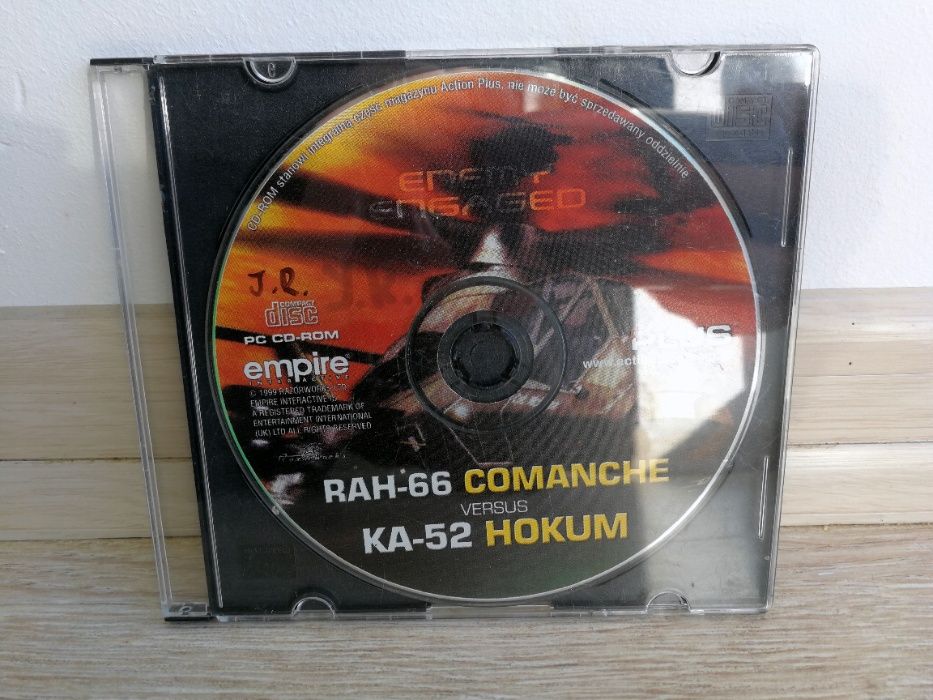 CD-ROM stanowi integralną część magazynu Action Plus, nie może być sprzedawany oddzielnie
ENEMY
ENGAGED
J.R.
COMPACT
disc
PC CD-ROM
empire
INTERACTIVE
© 1999 RAZORWORKS LTD.
EMPIRE INTERACTIVE IS
A REGISTERED TRADEMARK OF
ENTERTAINMENT INTERNATIONAL
(UK) LTD ALL RIGHTS RESERVED
RAH-66 COMANCHE
VERSUS
KA-52 HOKUM